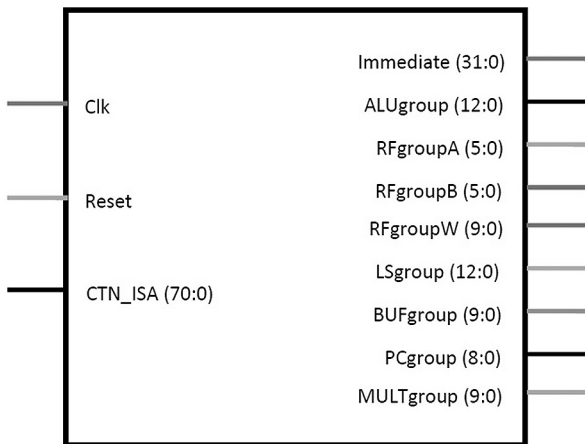 Immediate (31:0)
Clk
ALUgroup (12:0)
RFgroupA (5:0)
RFgroupB (5:0)
Reset
RFgroupW (9:0)
LSgroup (12:0)
CTN_ISA (70:0)
BUFgroup (9:0)
PCgroup (8:0)
MULTgroup (9:0)